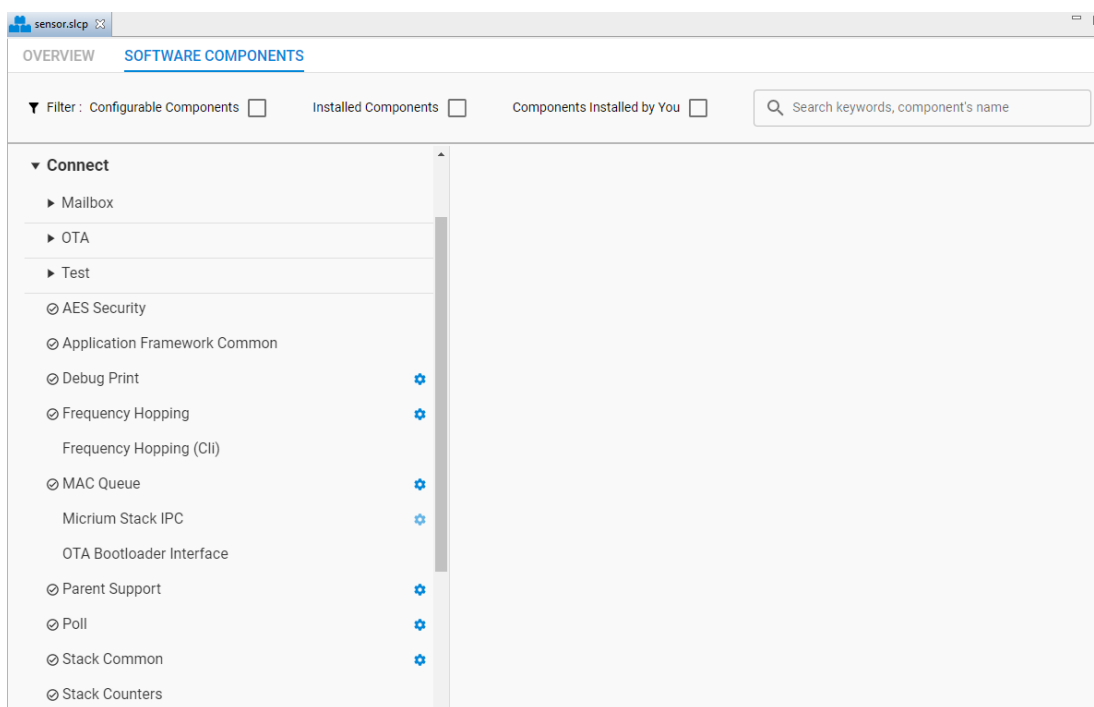 sensor.slcp
OVERVIEW SOFTWARE COMPONENTS
Filter : Configurable Components Installed Components Components Installed by You Search keywords, component's name
Connect
Mailbox
OTA
Test
AES Security
Application Framework Common
Debug Print
Frequency Hopping
Frequency Hopping (Cli)
MAC Queue
Micrium Stack IPC
OTA Bootloader Interface
Parent Support
Poll
Stack Common
Stack Counters